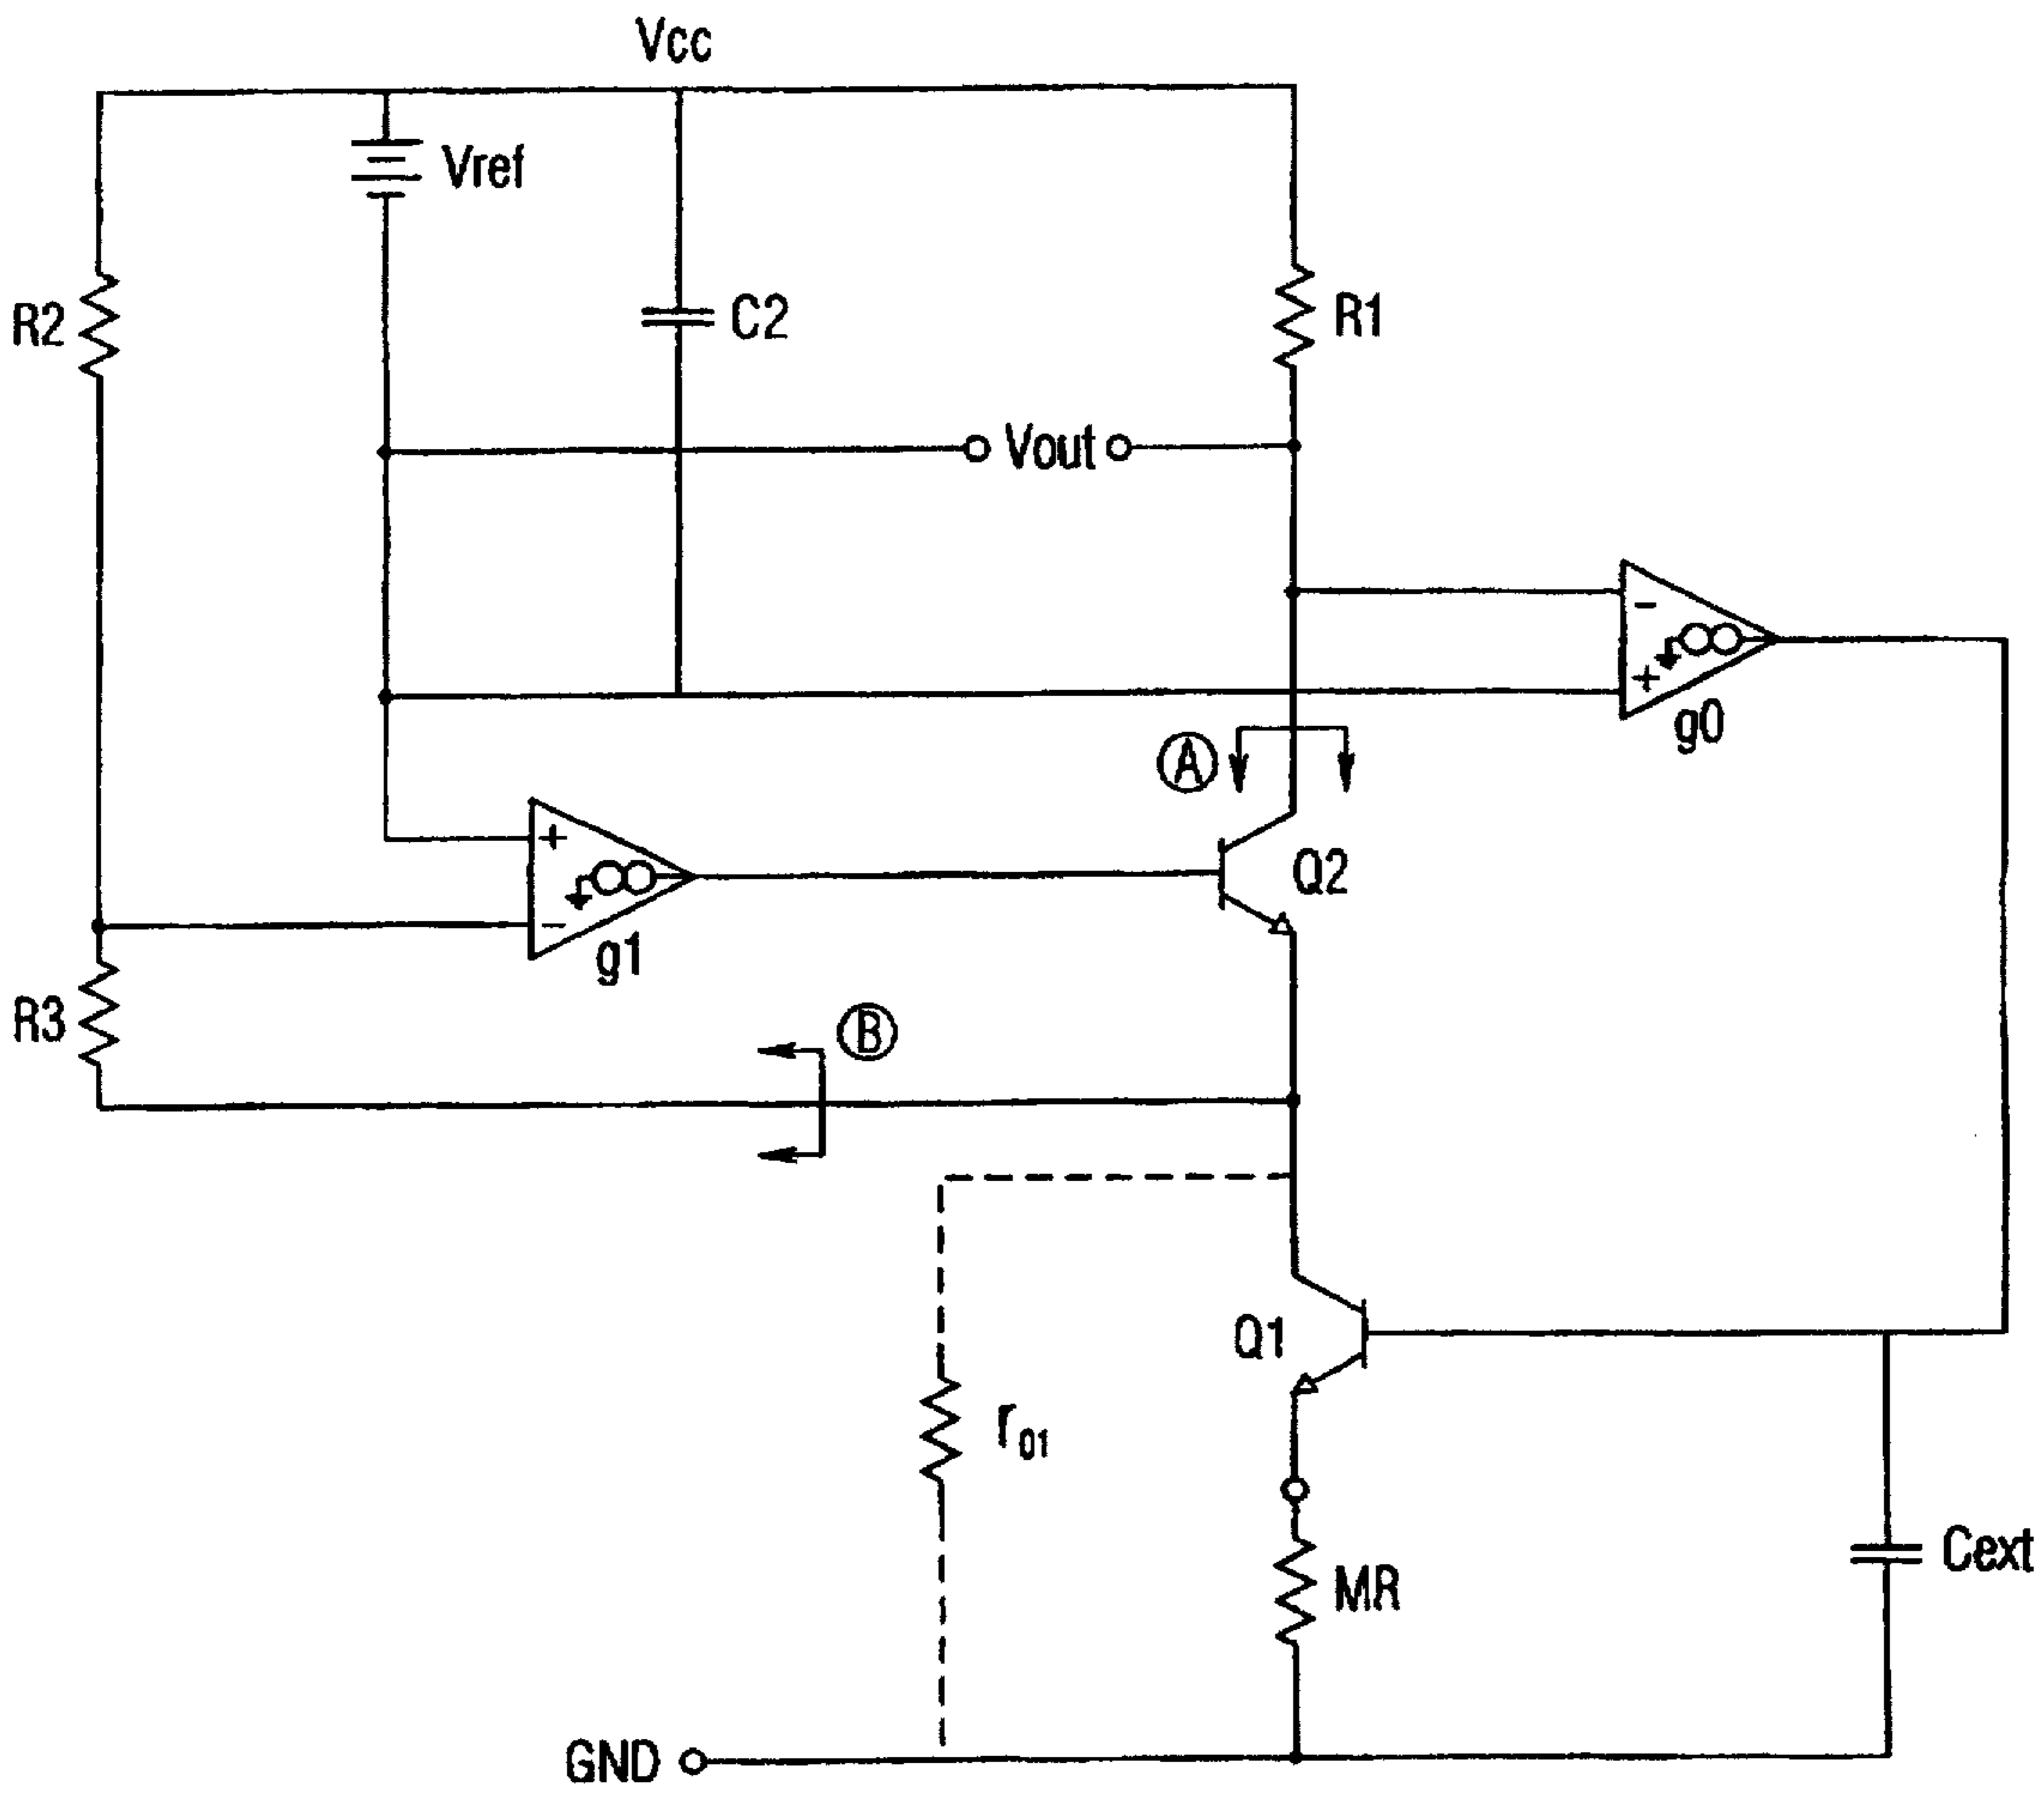 Vcc
Vref
R2
C2
R1
Vout
-
+
g0
A
+
-
g1
Q2
R3
B
Q1
r01
MR
Cext
GND